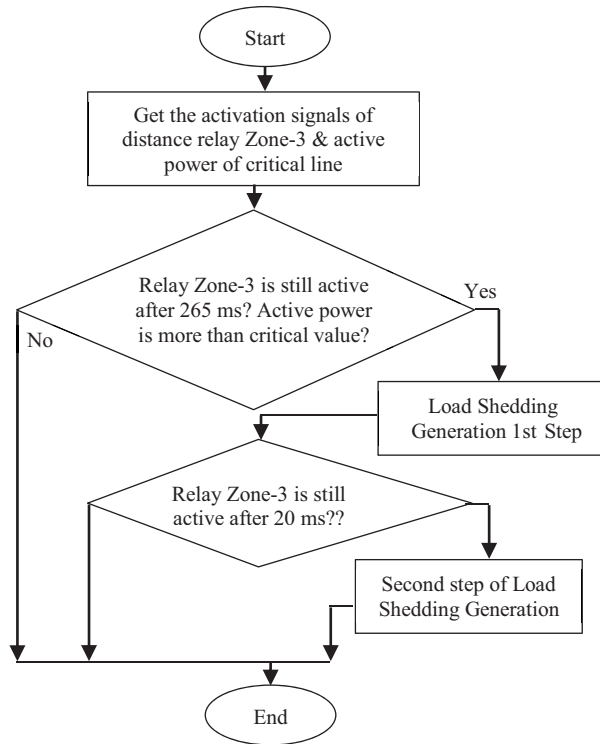 Start
Get the activation signals of
distance relay Zone-3 & active
power of critical line
Relay Zone-3 is still active
after 265 ms? Active power
is more than critical value?
Yes
No
Load Shedding
Generation 1st Step
Relay Zone-3 is still
active after 20 ms??
Second step of Load
Shedding Generation
End